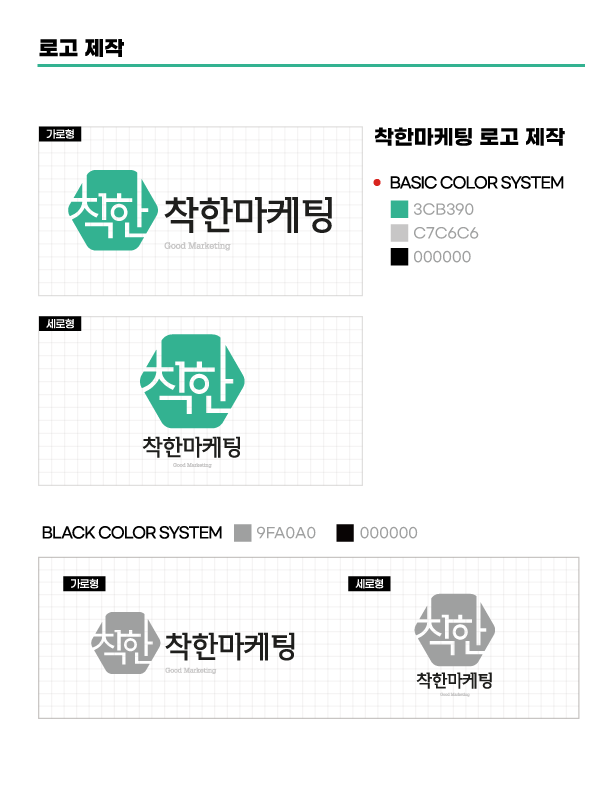 로고 제작
가로형
착한
착한마케팅
Good Marketing
착한마케팅 로고 제작
BASIC COLOR SYSTEM
3CB390
C7C6C6
000000
세로형
착한
착한마케팅
Good Marketing
BLACK COLOR SYSTEM 9FA0A0 000000
가로형
착한
착한마케팅
Good Marketing
세로형
착한
착한마케팅
Good Marketing